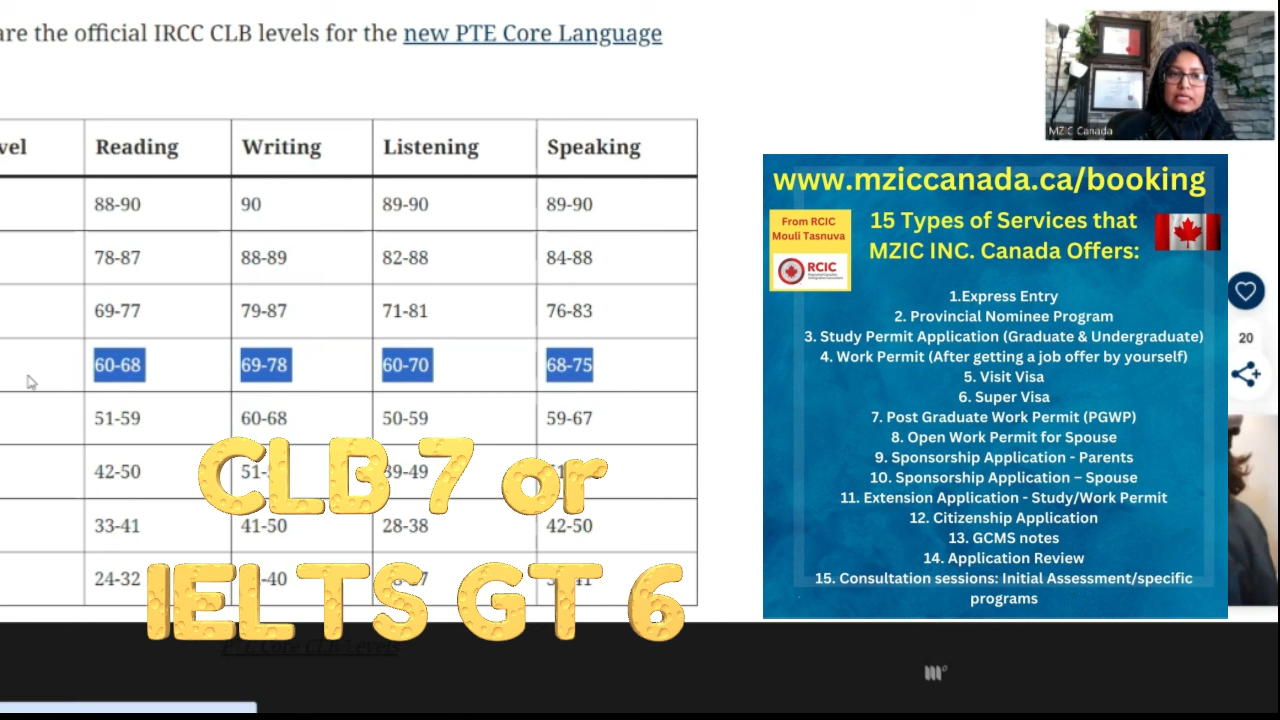 are the official IRCC CLB levels for the new PTE Core Language
vel Reading Writing Listening Speaking
88-90 90 89-90 89-90
78-87 88-89 82-88 84-88
69-77 79-87 71-81 76-83
60-68 69-78 60-70 68-75
51-59 60-68 50-59 59-67
42-50 51- 39-49
33-41 41-50 28-38 42-50
24-32 -40
CLB 7 or
IELTS GT 6
PTE Core CLB Levels
MZIC Canada
www.mziccanada.ca/booking
From RCIC
Mouli Tasnuva
RCIC
15 Types of Services that
MZIC INC. Canada Offers:
1.Express Entry
2. Provincial Nominee Program
3. Study Permit Application (Graduate & Undergraduate)
4. Work Permit (After getting a job offer by yourself)
5. Visit Visa
6. Super Visa
7. Post Graduate Work Permit (PGWP)
8. Open Work Permit for Spouse
9. Sponsorship Application - Parents
10. Sponsorship Application – Spouse
11. Extension Application - Study/Work Permit
12. Citizenship Application
13. GCMS notes
14. Application Review
15. Consultation sessions: Initial Assessment/specific
programs
20